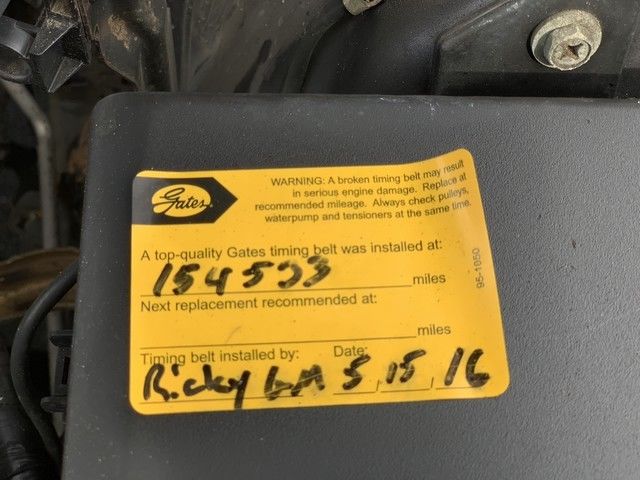 Gates
WARNING: A broken timing belt may result
in serious engine damage. Replace at
recommended mileage. Always check pulleys,
waterpump and tensioners at the same time.
A top-quality Gates timing belt was installed at:
154533 miles
Next replacement recommended at:
miles
Timing belt installed by: Date:
Ricky GM 5 15 16
95-1050